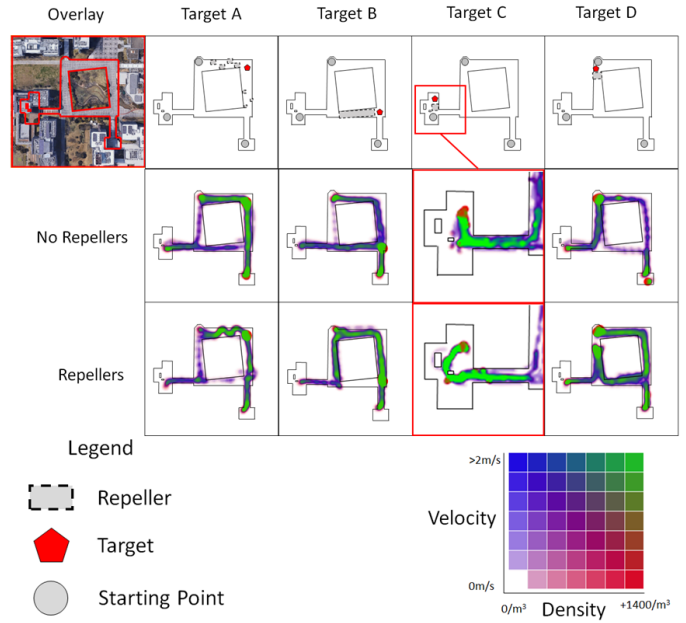 Overlay Target A Target B Target C Target D
No Repellers
Repellers
Legend
Repeller
Target
Starting Point
>2m/s
Velocity
0m/s
0/m³ Density +1400/m³